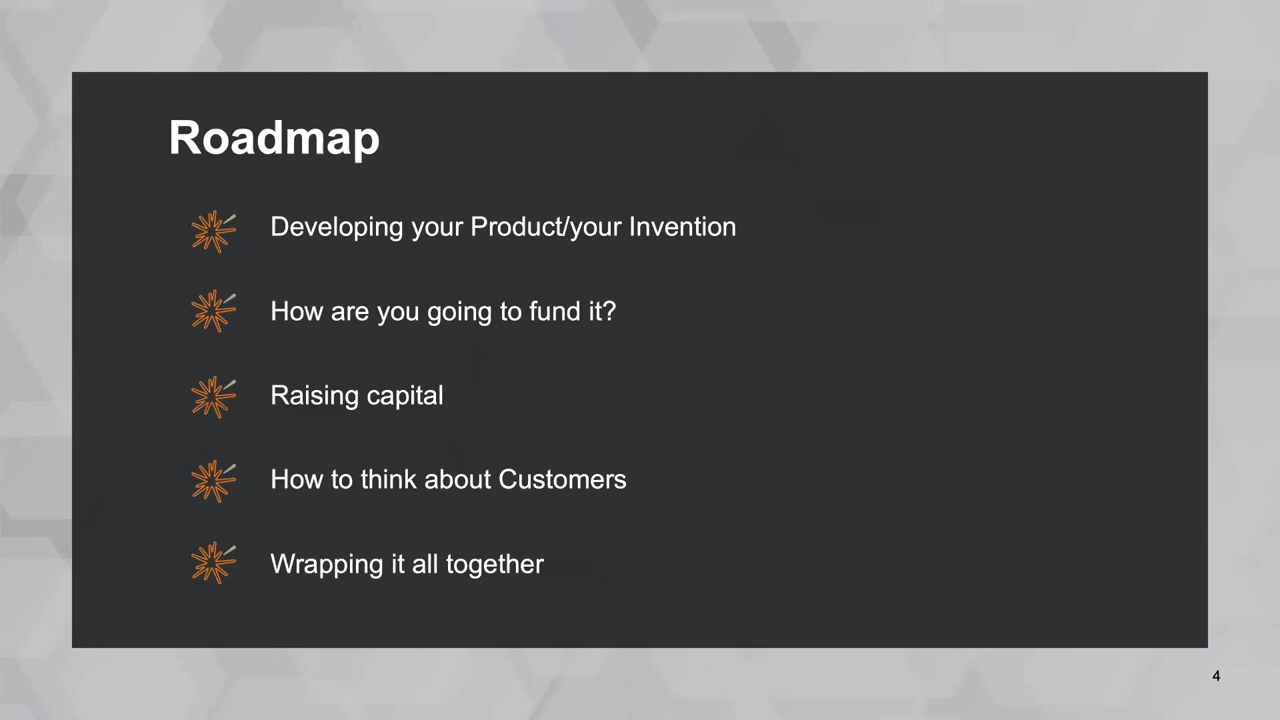 Roadmap
Developing your Product/your Invention
How are you going to fund it?
Raising capital
How to think about Customers
Wrapping it all together
4